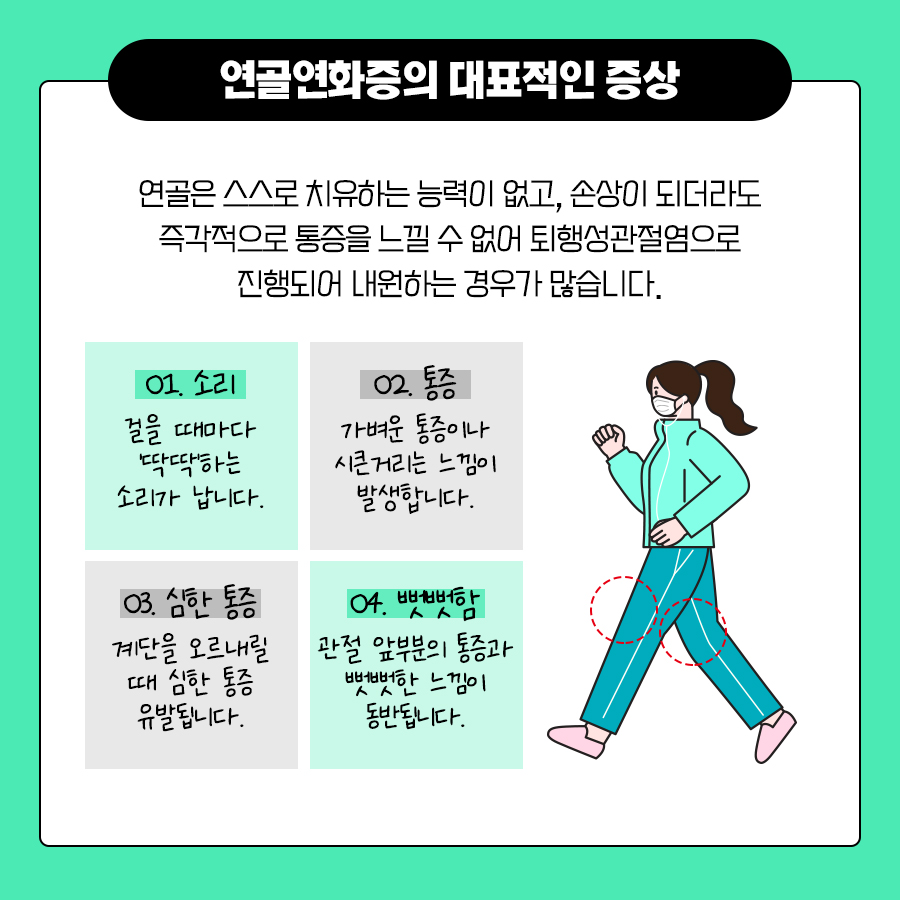 연골연화증의 대표적인 증상
연골은 스스로 치유하는 능력이 없고, 손상이 되더라도
즉각적으로 통증을 느낄 수 없어 퇴행성관절염으로
진행되어 내원하는 경우가 많습니다.
01. 소리
걸을 때마다
'딱딱'하는
소리가 납니다.
02. 통증
가벼운 통증이나
시큰거리는 느낌이
발생합니다.
03. 심한 통증
계단을 오르내릴
때 심한 통증
유발됩니다.
04. 뻣뻣함
관절 앞부분의 통증과
뻣뻣한 느낌이
동반됩니다.